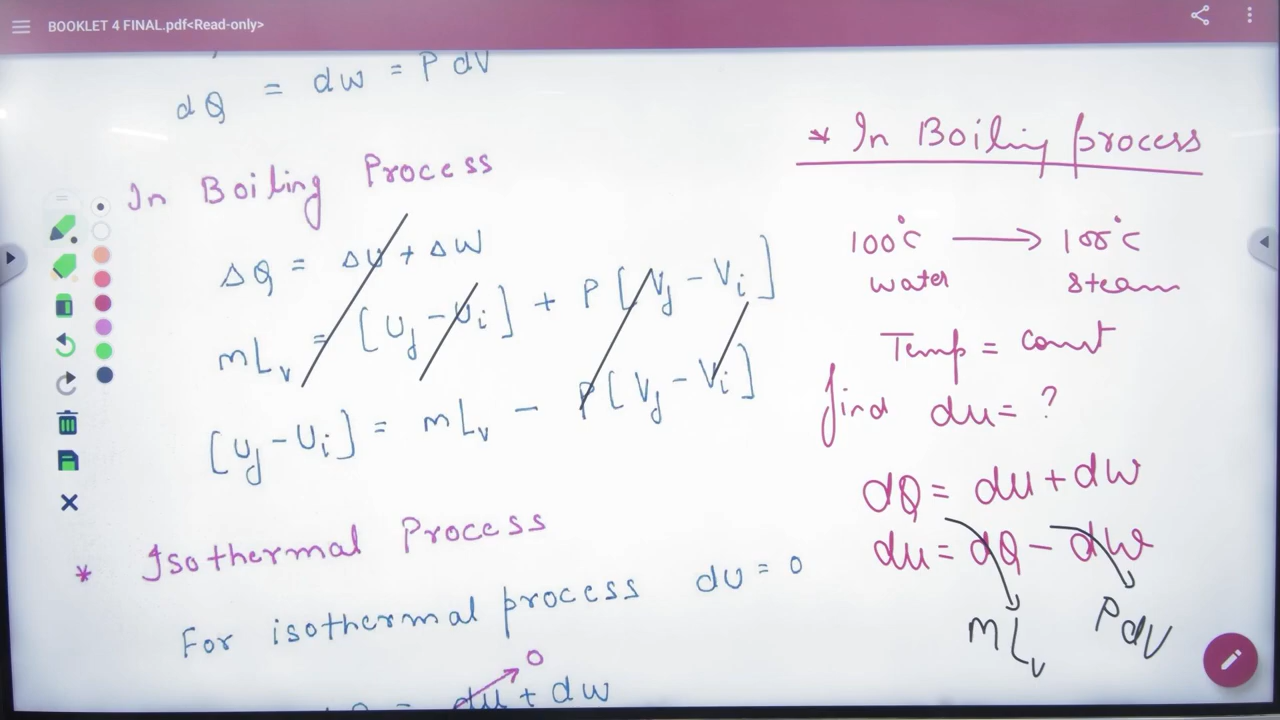 BOOKLET 4 FINAL.pdf<Read-only>
dQ = dw = P dV
In Boiling Process
ΔQ = ΔU + ΔW
mLv = [Uf - Ui] + P[Vf - Vi]
[Uf - Ui] = mLv - P[Vf - Vi]
* Isothermal Process
For isothermal process dU = 0
du + dw
0
* In Boiling process
100°C → 100°C
water steam
Temp = const
find du = ?
dQ = du + dw
du = dQ - dw
mLv PdV